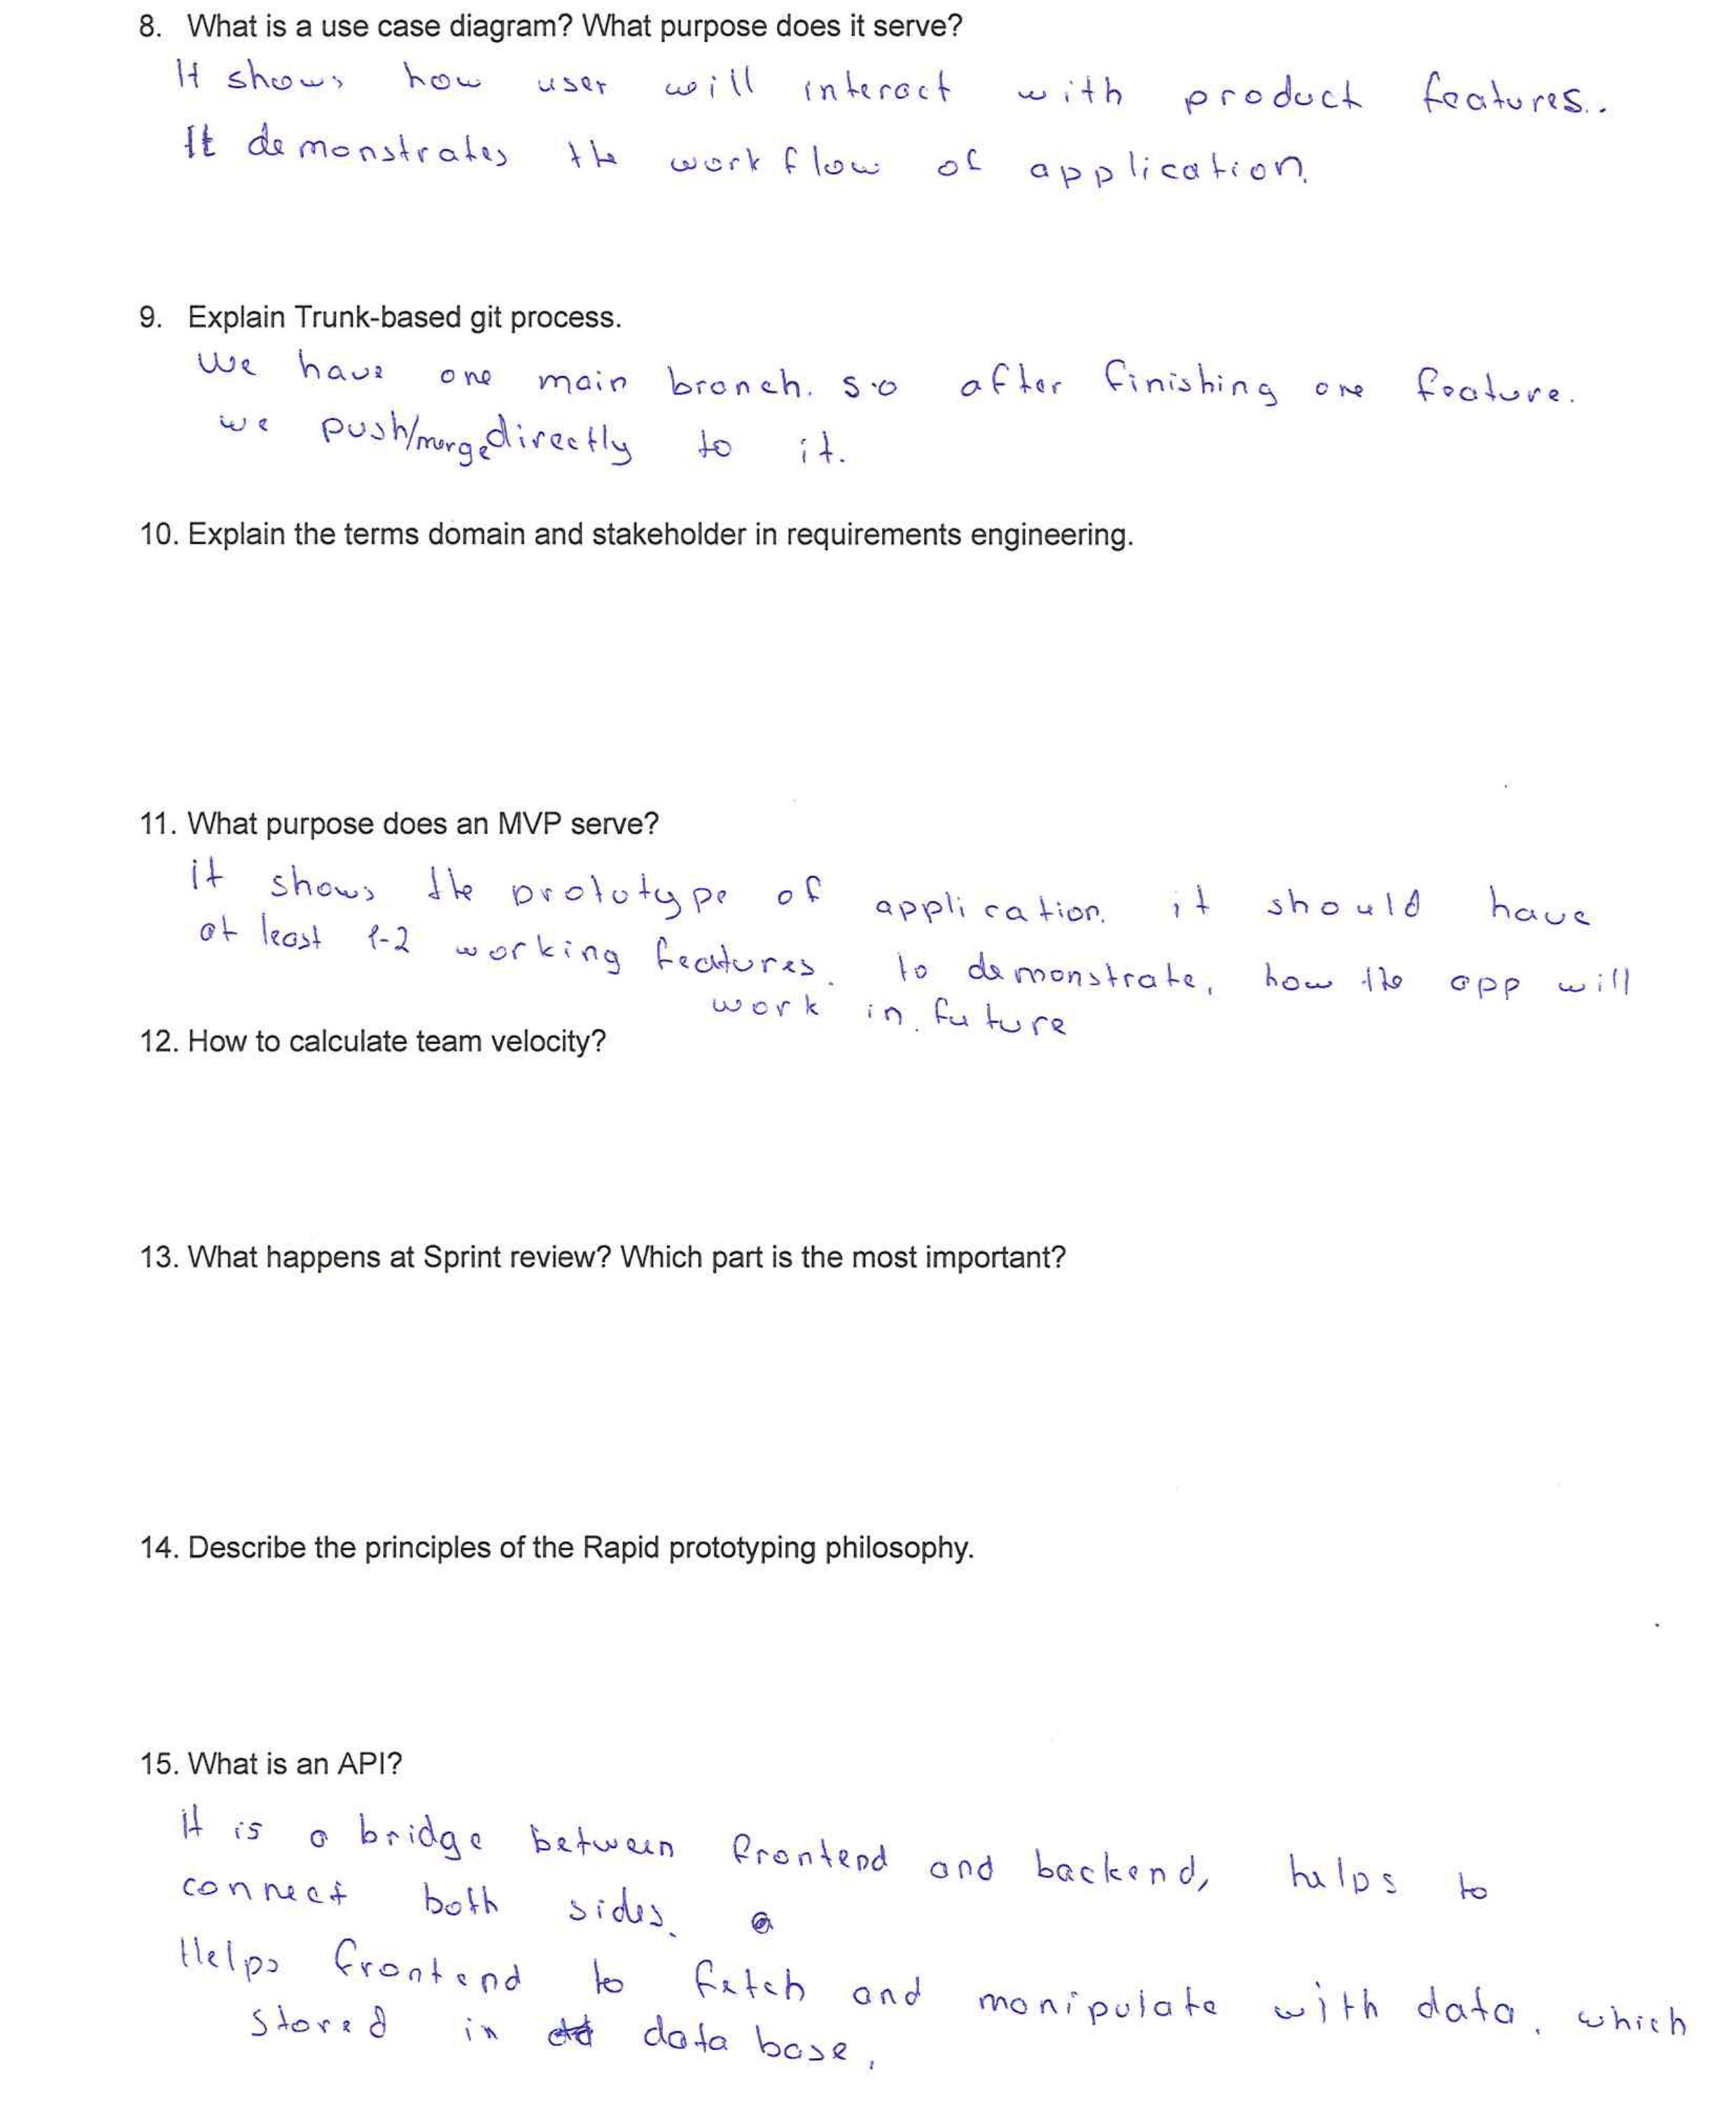 8. What is a use case diagram? What purpose does it serve?
It shows how user will interact with product features.
It demonstrates the workflow of application.
9. Explain Trunk-based git process.
We have one main branch. so after finishing one feature.
we push/merge directly to it.
10. Explain the terms domain and stakeholder in requirements engineering.
11. What purpose does an MVP serve?
it shows the prototype of application. it should have
at least 1-2 working features. to demonstrate, how the app will
work in future
12. How to calculate team velocity?
13. What happens at Sprint review? Which part is the most important?
14. Describe the principles of the Rapid prototyping philosophy.
15. What is an API?
it is a bridge between frontend and backend, helps to
connect both sides.
Helps frontend to fetch and manipulate with data, which
stored in data base.